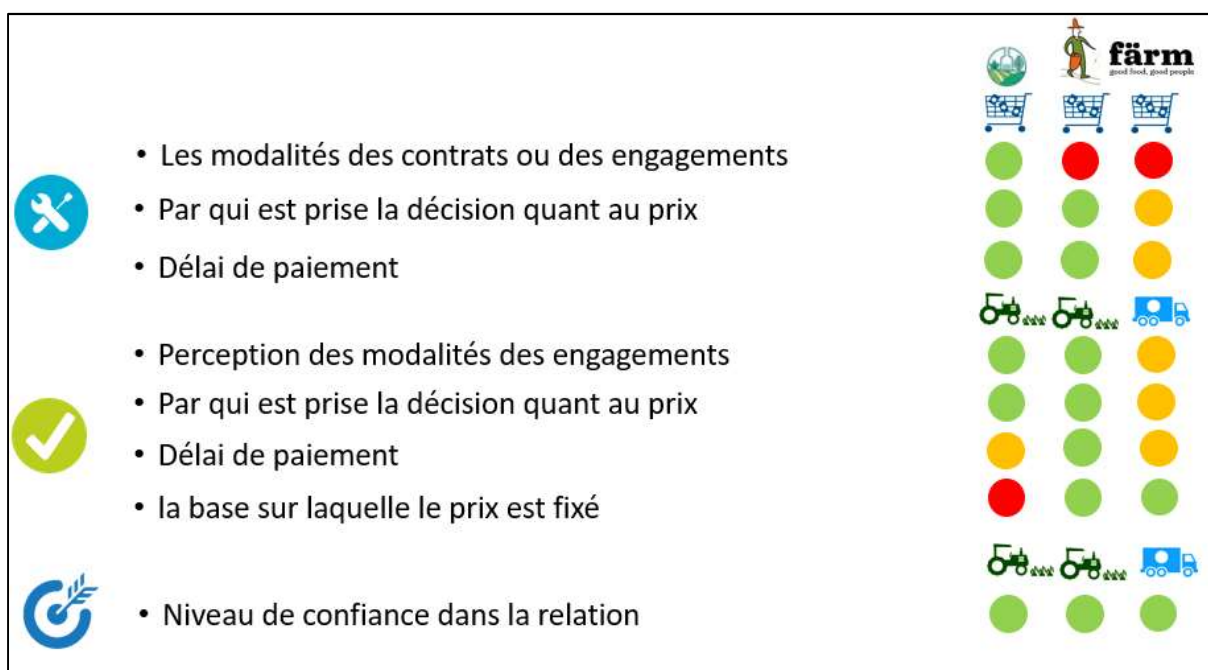 färm
good food, good people
• Les modalités des contrats ou des engagements
• Par qui est prise la décision quant au prix
• Délai de paiement
• Perception des modalités des engagements
• Par qui est prise la décision quant au prix
• Délai de paiement
• la base sur laquelle le prix est fixé
• Niveau de confiance dans la relation